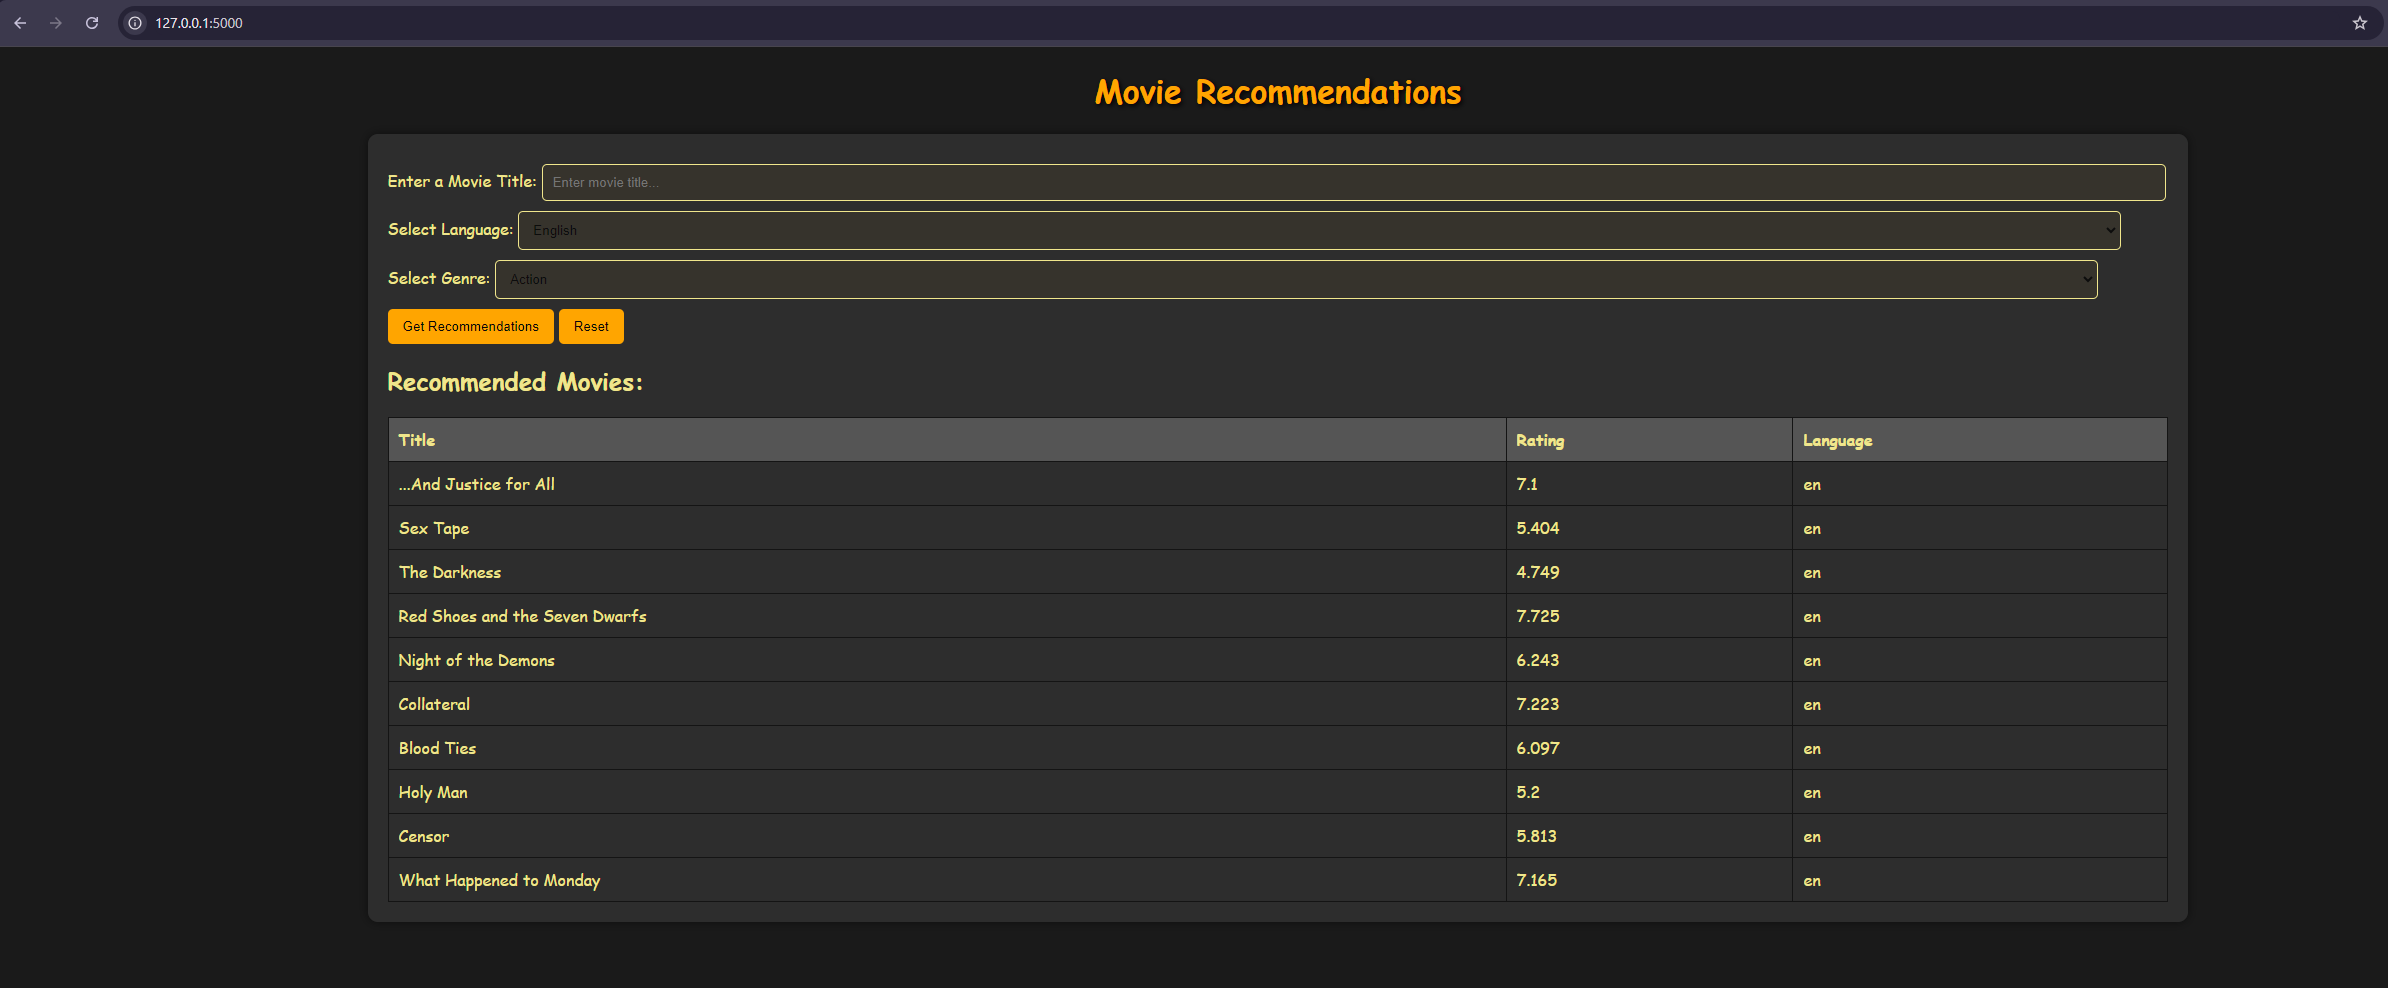 127.0.0.1:5000
Movie Recommendations
Enter a Movie Title: Enter movie title...
Select Language: English
Select Genre: Action
Get Recommendations Reset
Recommended Movies:
Title Rating Language
...And Justice for All 7.1 en
Sex Tape 5.404 en
The Darkness 4.749 en
Red Shoes and the Seven Dwarfs 7.725 en
Night of the Demons 6.243 en
Collateral 7.223 en
Blood Ties 6.097 en
Holy Man 5.2 en
Censor 5.813 en
What Happened to Monday 7.165 en